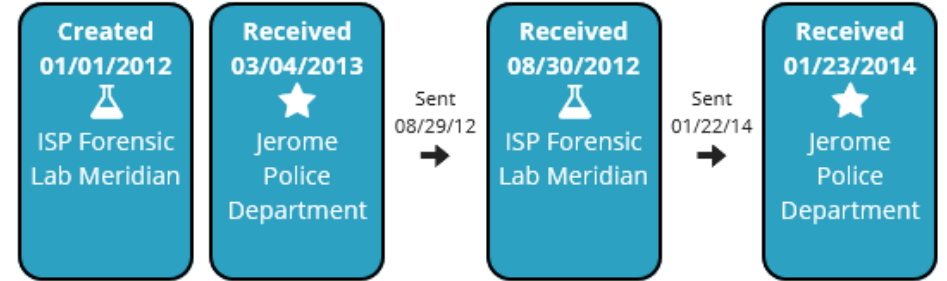 Created
01/01/2012
ISP Forensic
Lab Meridian
Received
03/04/2013
Jerome
Police
Department
Sent
08/29/12
Received
08/30/2012
ISP Forensic
Lab Meridian
Sent
01/22/14
Received
01/23/2014
Jerome
Police
Department